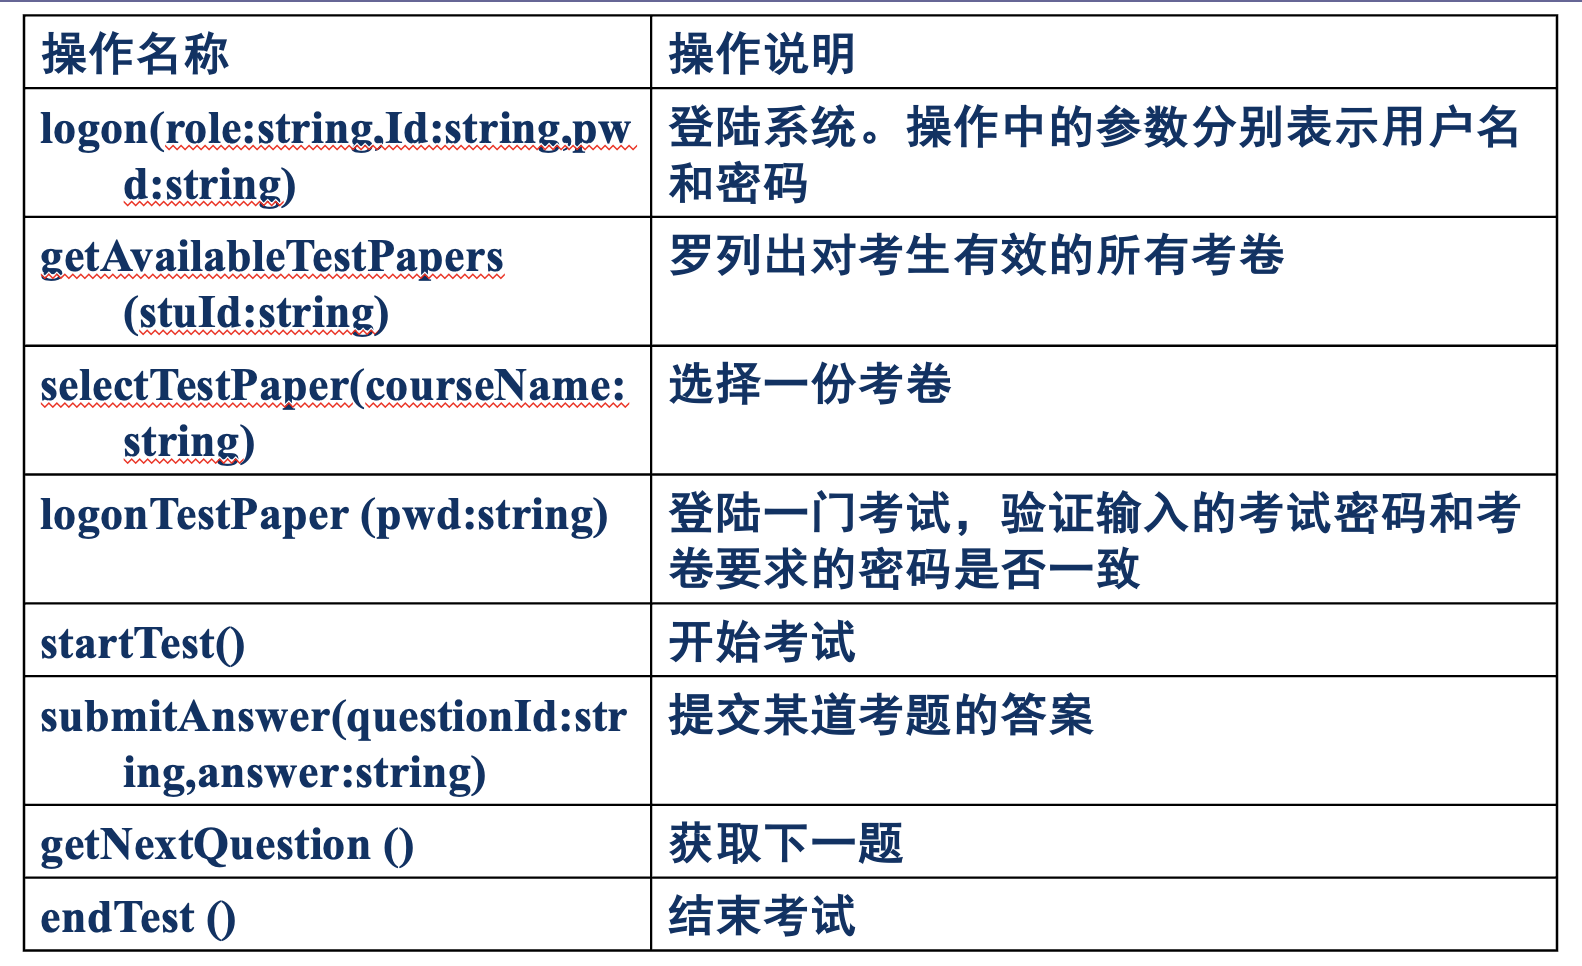 操作名称
操作说明
logon(role:string,Id:string,pw
d:string)
登陆系统。操作中的参数分别表示用户名
和密码
getAvailableTestPapers
(stuId:string)
罗列出对考生有效的所有考卷
selectTestPaper(courseName:
string)
选择一份考卷
logonTestPaper (pwd:string)
登陆一门考试，验证输入的考试密码和考
卷要求的密码是否一致
startTest()
开始考试
submitAnswer(questionId:str
ing,answer:string)
提交某道考题的答案
getNextQuestion ()
获取下一题
endTest ()
结束考试